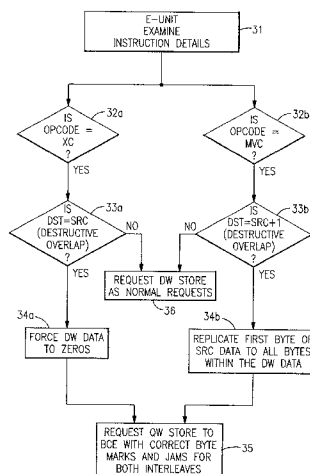 E-UNIT
EXAMINE
INSTRUCTION DETAILS
31
IS
OPCODE =
XC
?
32a
YES
IS
OPCODE =
MVC
?
32b
YES
IS
DST=SRC
(DESTRUCTIVE
OVERLAP)
?
33a
NO
YES
IS
DST=SRC+1
(DESTRUCTIVE
OVERLAP)
?
33b
NO
YES
REQUEST DW STORE
AS NORMAL REQUESTS
36
34a
FORCE DW DATA
TO ZEROS
34b
REPLICATE FIRST BYTE OF
SRC DATA TO ALL BYTES
WITHIN THE DW DATA
REQUEST QW STORE TO
BCE WITH CORRECT BYTE
MARKS AND JAMS FOR
BOTH INTERLEAVES
35